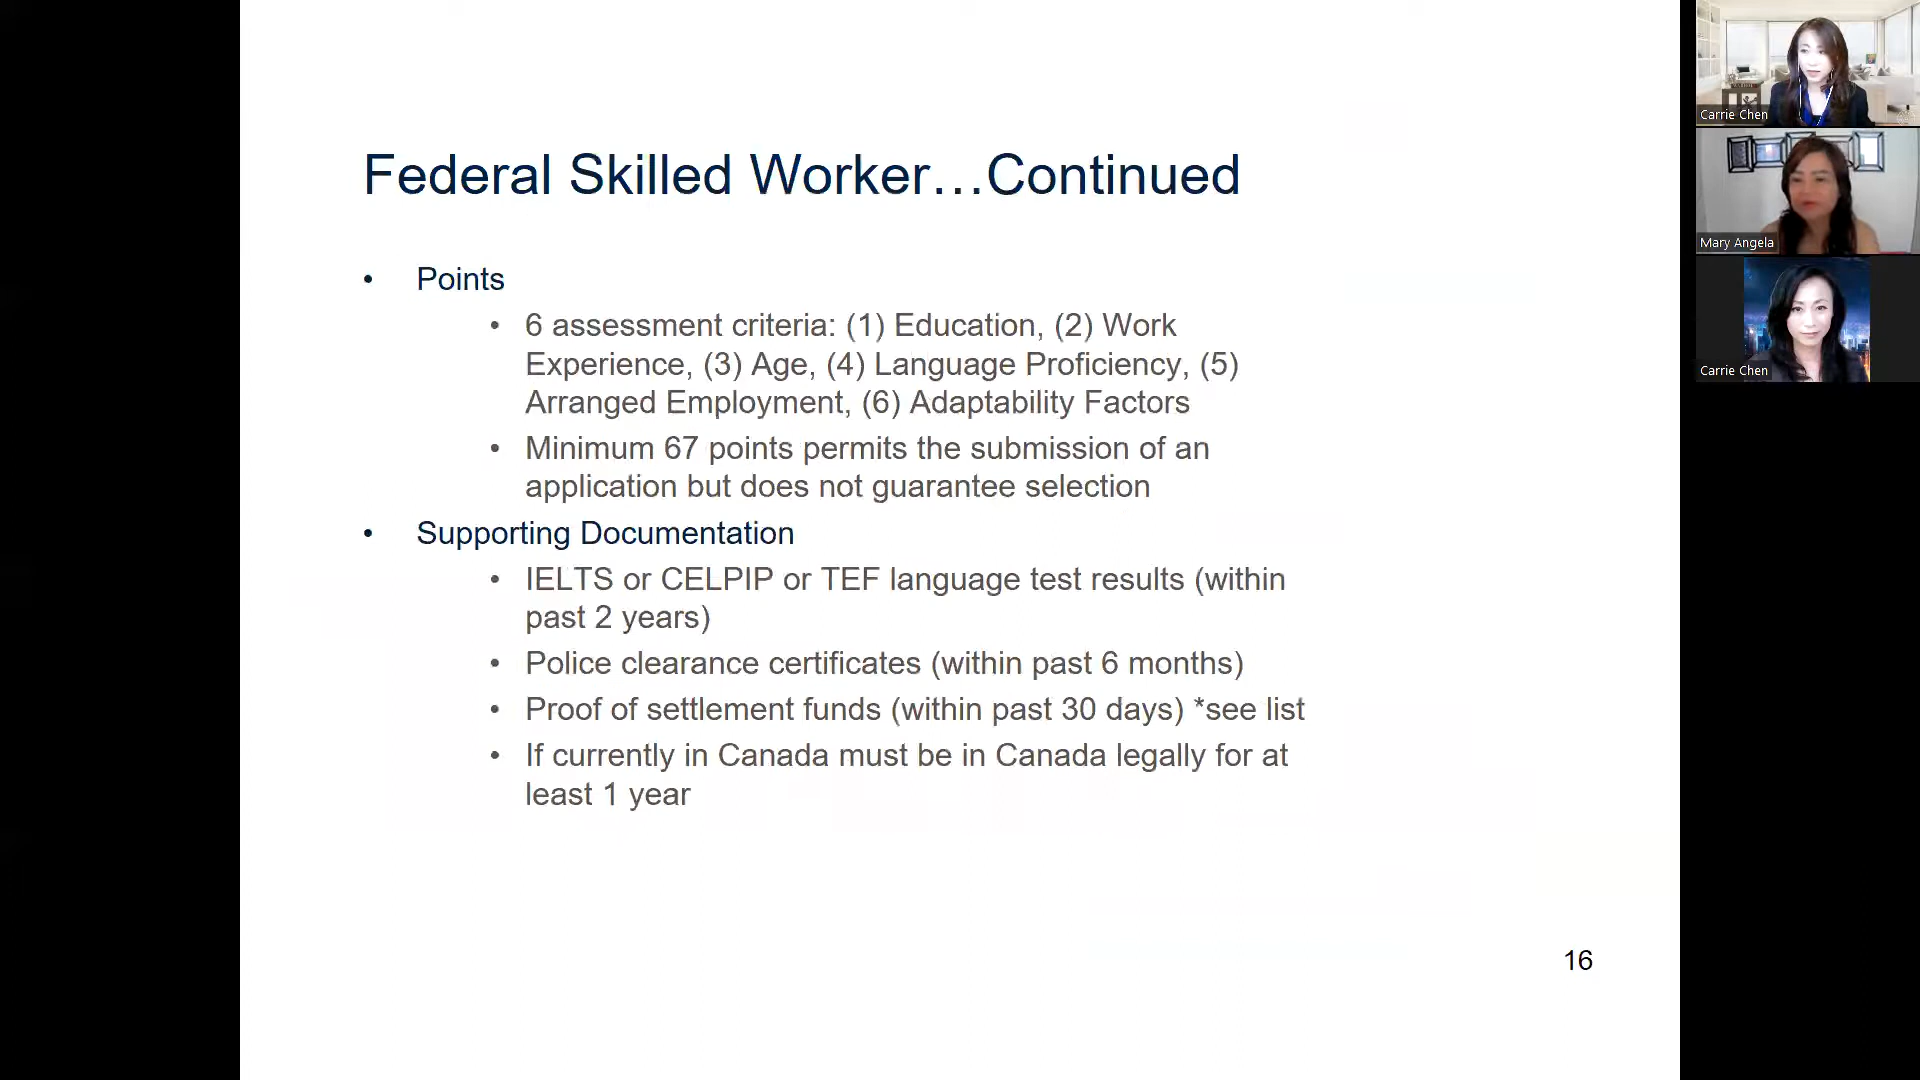 Federal Skilled Worker…Continued
• Points
• 6 assessment criteria: (1) Education, (2) Work
Experience, (3) Age, (4) Language Proficiency, (5)
Arranged Employment, (6) Adaptability Factors
• Minimum 67 points permits the submission of an
application but does not guarantee selection
• Supporting Documentation
• IELTS or CELPIP or TEF language test results (within
past 2 years)
• Police clearance certificates (within past 6 months)
• Proof of settlement funds (within past 30 days) *see list
• If currently in Canada must be in Canada legally for at
least 1 year
16
Carrie Chen
Mary Angela
Carrie Chen